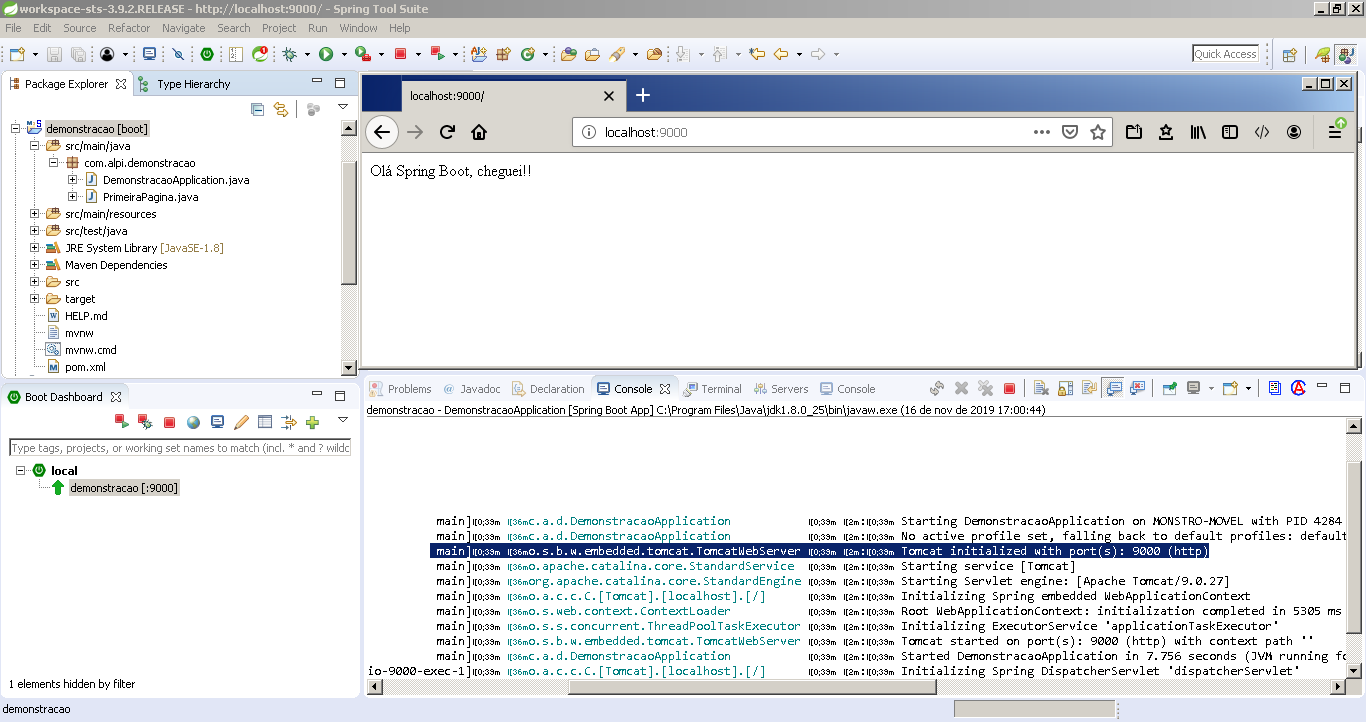 workspace-sts-3.9.2.RELEASE - http://localhost:9000/ - Spring Tool Suite
File Edit Source Refactor Navigate Search Project Run Window Help
Quick Access
Package Explorer Type Hierarchy
demonstracao [boot]
src/main/java
com.alpi.demonstracao
DemonstracaoApplication.java
PrimeiraPagina.java
src/main/resources
src/test/java
JRE System Library [JavaSE-1.8]
Maven Dependencies
src
target
HELP.md
mvnw
mvnw.cmd
pom.xml
localhost:9000/
localhost:9000
Olá Spring Boot, cheguei!!
Boot Dashboard
Type tags, projects, or working set names to match (incl. * and ? wildc
local
demonstracao [:9000]
1 elements hidden by filter
Problems @ Javadoc Declaration Console Terminal Servers Console
demonstracao - DemonstracaoApplication [Spring Boot App] C:\Program Files\Java\jdk1.8.0_25\bin\javaw.exe (16 de nov de 2019 17:00:44)
main][0;39m [36mc.a.d.DemonstracaoApplication [0;39m [2m:[0;39m Starting DemonstracaoApplication on MONSTRO-MOVEL with PID 4284
main][0;39m [36mc.a.d.DemonstracaoApplication [0;39m [2m:[0;39m No active profile set, falling back to default profiles: default
main][0;39m [36mo.s.b.w.embedded.tomcat.TomcatWebServer [0;39m [2m:[0;39m Tomcat initialized with port(s): 9000 (http)
main][0;39m [36mo.apache.catalina.core.StandardService [0;39m [2m:[0;39m Starting service [Tomcat]
main][0;39m [36morg.apache.catalina.core.StandardEngine [0;39m [2m:[0;39m Starting Servlet engine: [Apache Tomcat/9.0.27]
main][0;39m [36mo.a.c.c.C.[Tomcat].[localhost].[/] [0;39m [2m:[0;39m Initializing Spring embedded WebApplicationContext
main][0;39m [36mo.s.web.context.ContextLoader [0;39m [2m:[0;39m Root WebApplicationContext: initialization completed in 5305 ms
main][0;39m [36mo.s.s.concurrent.ThreadPoolTaskExecutor [0;39m [2m:[0;39m Initializing ExecutorService 'applicationTaskExecutor'
main][0;39m [36mo.s.b.w.embedded.tomcat.TomcatWebServer [0;39m [2m:[0;39m Tomcat started on port(s): 9000 (http) with context path ''
main][0;39m [36mc.a.d.DemonstracaoApplication [0;39m [2m:[0;39m Started DemonstracaoApplication in 7.756 seconds (JVM running fo
io-9000-exec-1][0;39m [36mo.a.c.c.C.[Tomcat].[localhost].[/] [0;39m [2m:[0;39m Initializing Spring DispatcherServlet 'dispatcherServlet'
demonstracao